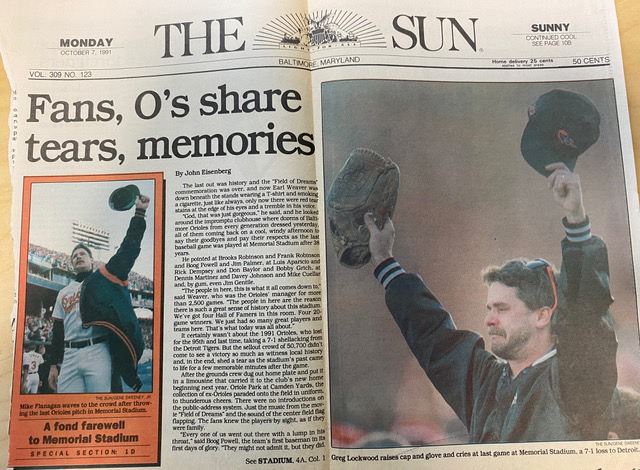 MONDAY
OCTOBER 7, 1991
THE SUN
LIGHT FOR ALL
SUNNY
CONTINUED COOL
SEE PAGE 10B
VOL. 309 NO. 123
BALTIMORE, MARYLAND
Home delivery 25 cents
50 CENTS
Fans, O's share
tears, memories
By John Eisenberg
The last out was history and the "Field of Dreams"
commemoration was over, and now Earl Weaver was
down beneath the stands wearing a T-shirt and smoking
a cigarette, just like always, only now there were red tear
stains at the edge of his eyes and a tremble in his voice.
"God, that was just gorgeous," he said, and he looked
around the impromptu clubhouse where dozens of Balti-
more Orioles from every generation dressed yesterday,
all of them coming back on a cool, windy afternoon to
say their goodbyes and pay their respects as the last
baseball game was played at Memorial Stadium after 38
years.
He pointed at Brooks Robinson and Frank Robinson
and Boog Powell and Jim Palmer, at Luis Aparicio and
Rick Dempsey and Don Baylor and Bobby Grich, at
Dennis Martinez and Davey Johnson and Mike Cuellar
and, by gum, even Jim Gentile.
"The people in here, this is what it all comes down to,"
said Weaver, who was the Orioles' manager for more
than 2,500 games. "The people in here are the reason
there is such a great sense of history about this stadium.
We've got four Hall of Famers in this room. Four 20-
game winners. We just had so many great players and
teams here. That's what today was all about."
It certainly wasn't about the 1991 Orioles, who lost
for the 95th and last time, taking a 7-1 shellacking from
the Detroit Tigers. But the sellout crowd of 50,700 didn't
come to see a victory so much as witness local history
and, in the end, shed a tear as the stadium's past came
to life for a few memorable minutes after the game.
After the grounds crew dug out home plate and put it
in a limousine that carried it to the club's new home
beginning next year, Oriole Park at Camden Yards, the
collection of ex-Orioles paraded onto the field in uniform,
to thunderous cheers. There were no introductions on
the public-address system. Just the music from the mov-
ie "Field of Dreams" and the sound of the center field flag
flapping. The fans knew the players by sight, as if they
were family.
"Every one of us went out there with a lump in his
throat," said Boog Powell, the team's first baseman in its
first days of glory. "They might not admit it, but they did.
See STADIUM, 4A, Col. 1
THE SUN/GENE SWEENEY JR.
Mike Flanagan waves to the crowd after throw-
ing the last Orioles pitch in Memorial Stadium.
A fond farewell
to Memorial Stadium
SPECIAL SECTION: 1D
Orioles
3
THE SUN/GENE SWEENEY
Greg Lockwood raises cap and glove and cries at last game at Memorial Stadium, a 7-1 loss to Detroit